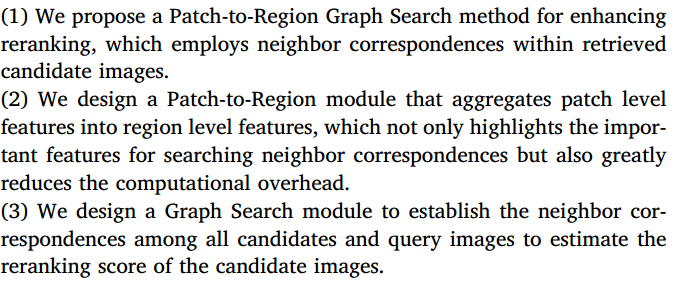 (1) We propose a Patch-to-Region Graph Search method for enhancing
reranking, which employs neighbor correspondences within retrieved
candidate images.
(2) We design a Patch-to-Region module that aggregates patch level
features into region level features, which not only highlights the impor-
tant features for searching neighbor correspondences but also greatly
reduces the computational overhead.
(3) We design a Graph Search module to establish the neighbor cor-
respondences among all candidates and query images to estimate the
reranking score of the candidate images.